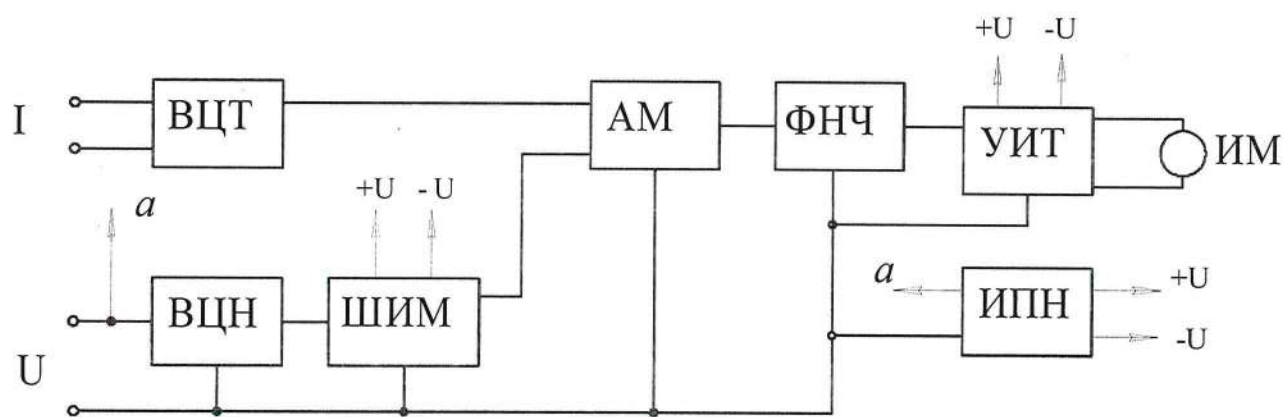 +U -U
I ВЦТ АМ ФНЧ УИТ ИМ
a +U - U
ВЦН ШИМ a ИПН +U
-U
U